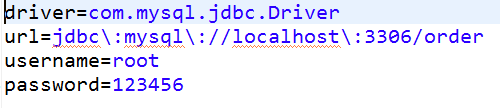 driver=com.mysql.jdbc.Driver
url=jdbc\:mysql\://localhost\:3306/order
username=root
password=123456